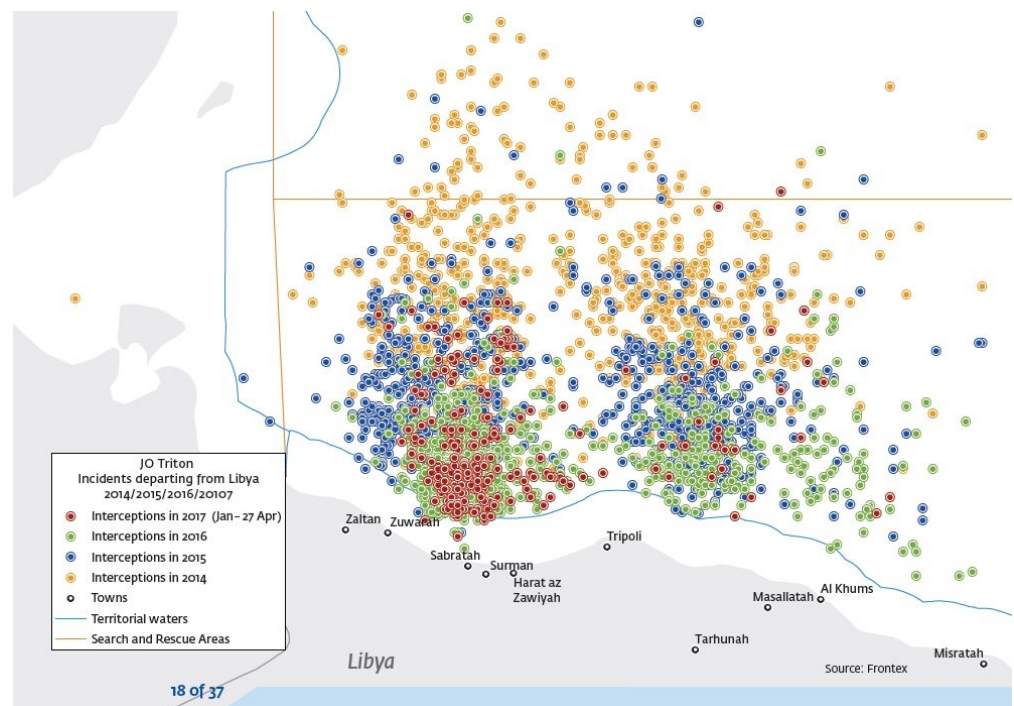 JO Triton
Incidents departing from Libya
2014/2015/2016/20107
Interceptions in 2017 (Jan–27 Apr)
Interceptions in 2016
Interceptions in 2015
Interceptions in 2014
Towns
Territorial waters
Search and Rescue Areas
Zaltan
Zuwarah
Sabratah
Surman
Harat az
Zawiyah
Tripoli
Masallatah
Al Khums
Tarhunah
Misratah
Libya
Source: Frontex
18 of 37